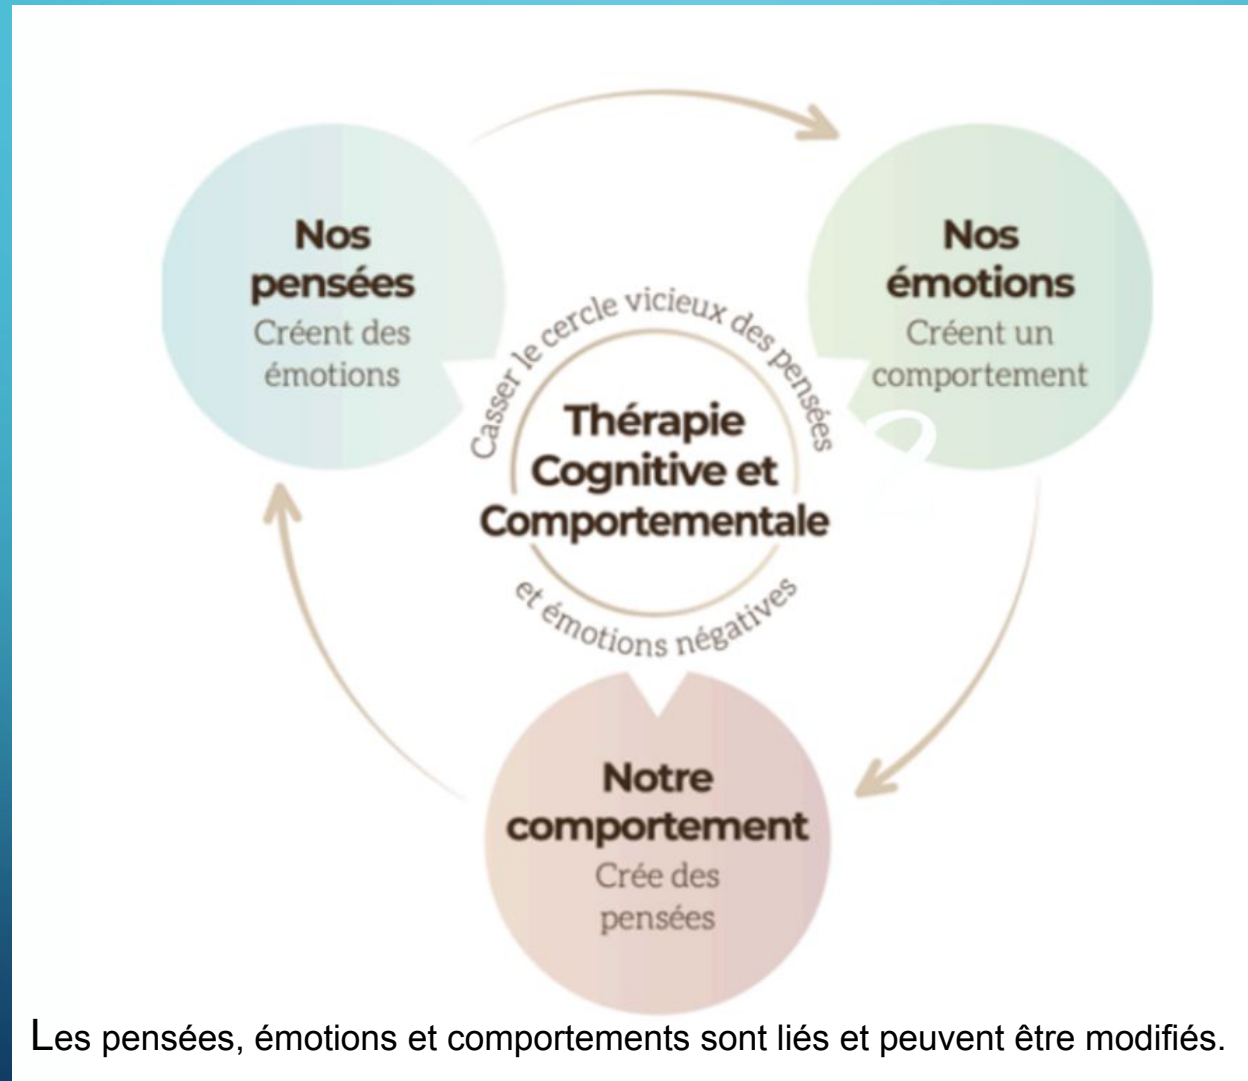 Nos
pensées
Créent des
émotions
Nos
émotions
Créent un
comportement
2
Casser le cercle vicieux des pensées
Thérapie
Cognitive et
Comportementale
et émotions négatives
Notre
comportement
Crée des
pensées
Les pensées, émotions et comportements sont liés et peuvent être modifiés.